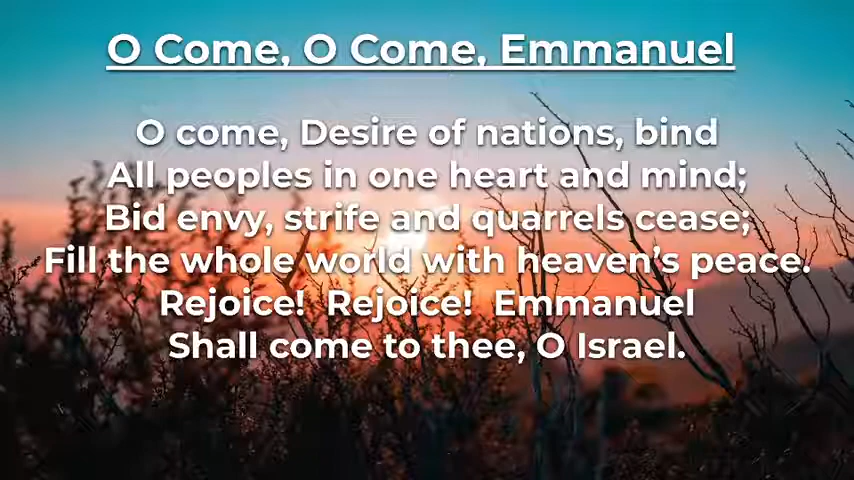 O Come, O Come, Emmanuel
O come, Desire of nations, bind
All peoples in one heart and mind;
Bid envy, strife and quarrels cease;
Fill the whole world with heaven’s peace.
Rejoice!  Rejoice!  Emmanuel
Shall come to thee, O Israel.